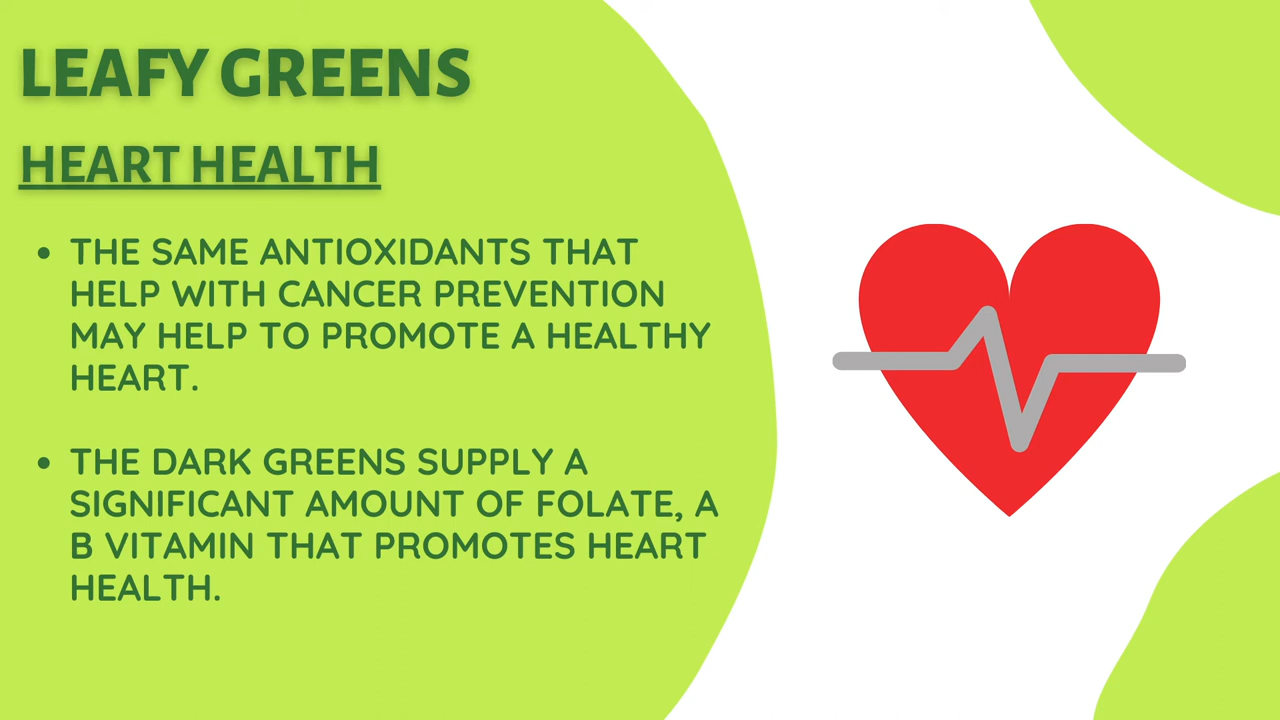 LEAFY GREENS
HEART HEALTH
• THE SAME ANTIOXIDANTS THAT
HELP WITH CANCER PREVENTION
MAY HELP TO PROMOTE A HEALTHY
HEART.
• THE DARK GREENS SUPPLY A
SIGNIFICANT AMOUNT OF FOLATE, A
B VITAMIN THAT PROMOTES HEART
HEALTH.